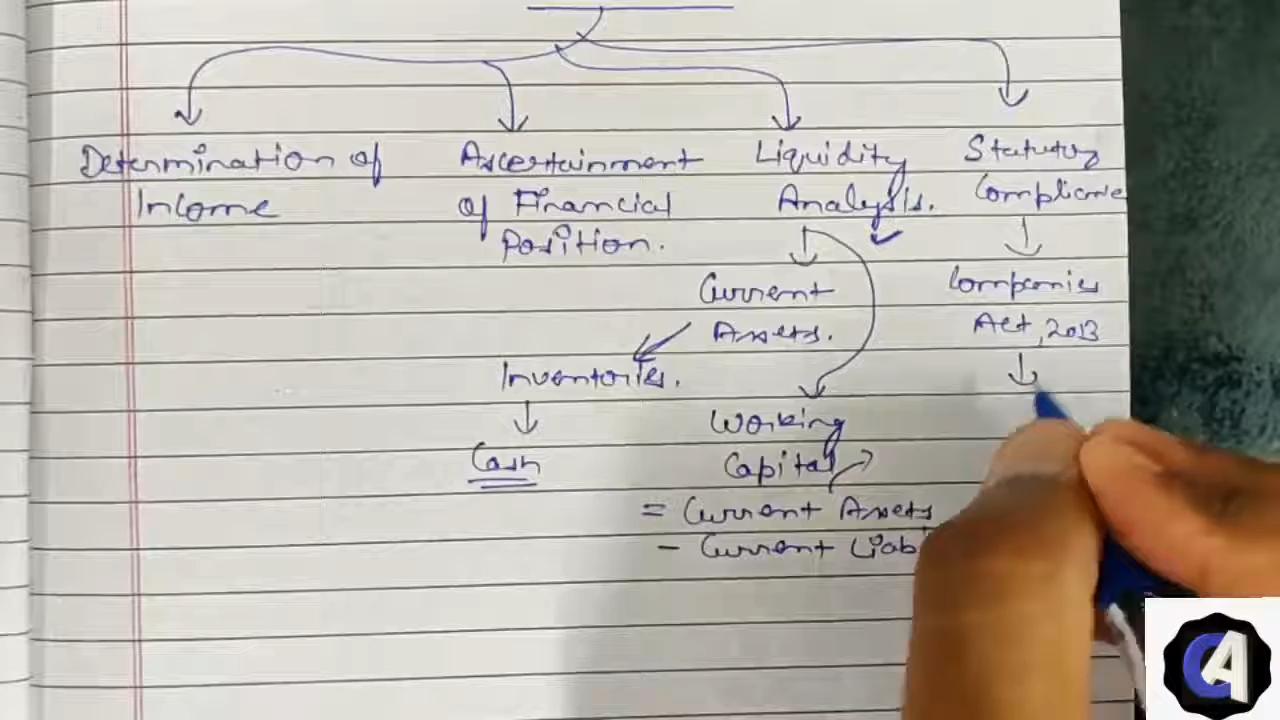 Determination of
Income
Ascertainment
of Financial
Position.
Liquidity
Analysis.
Statutory
Compliance
Current
Assets.
Companies
Act, 2013
Inventories.
Cash
Working
Capital
= Current Assets
- Current Liab
CA